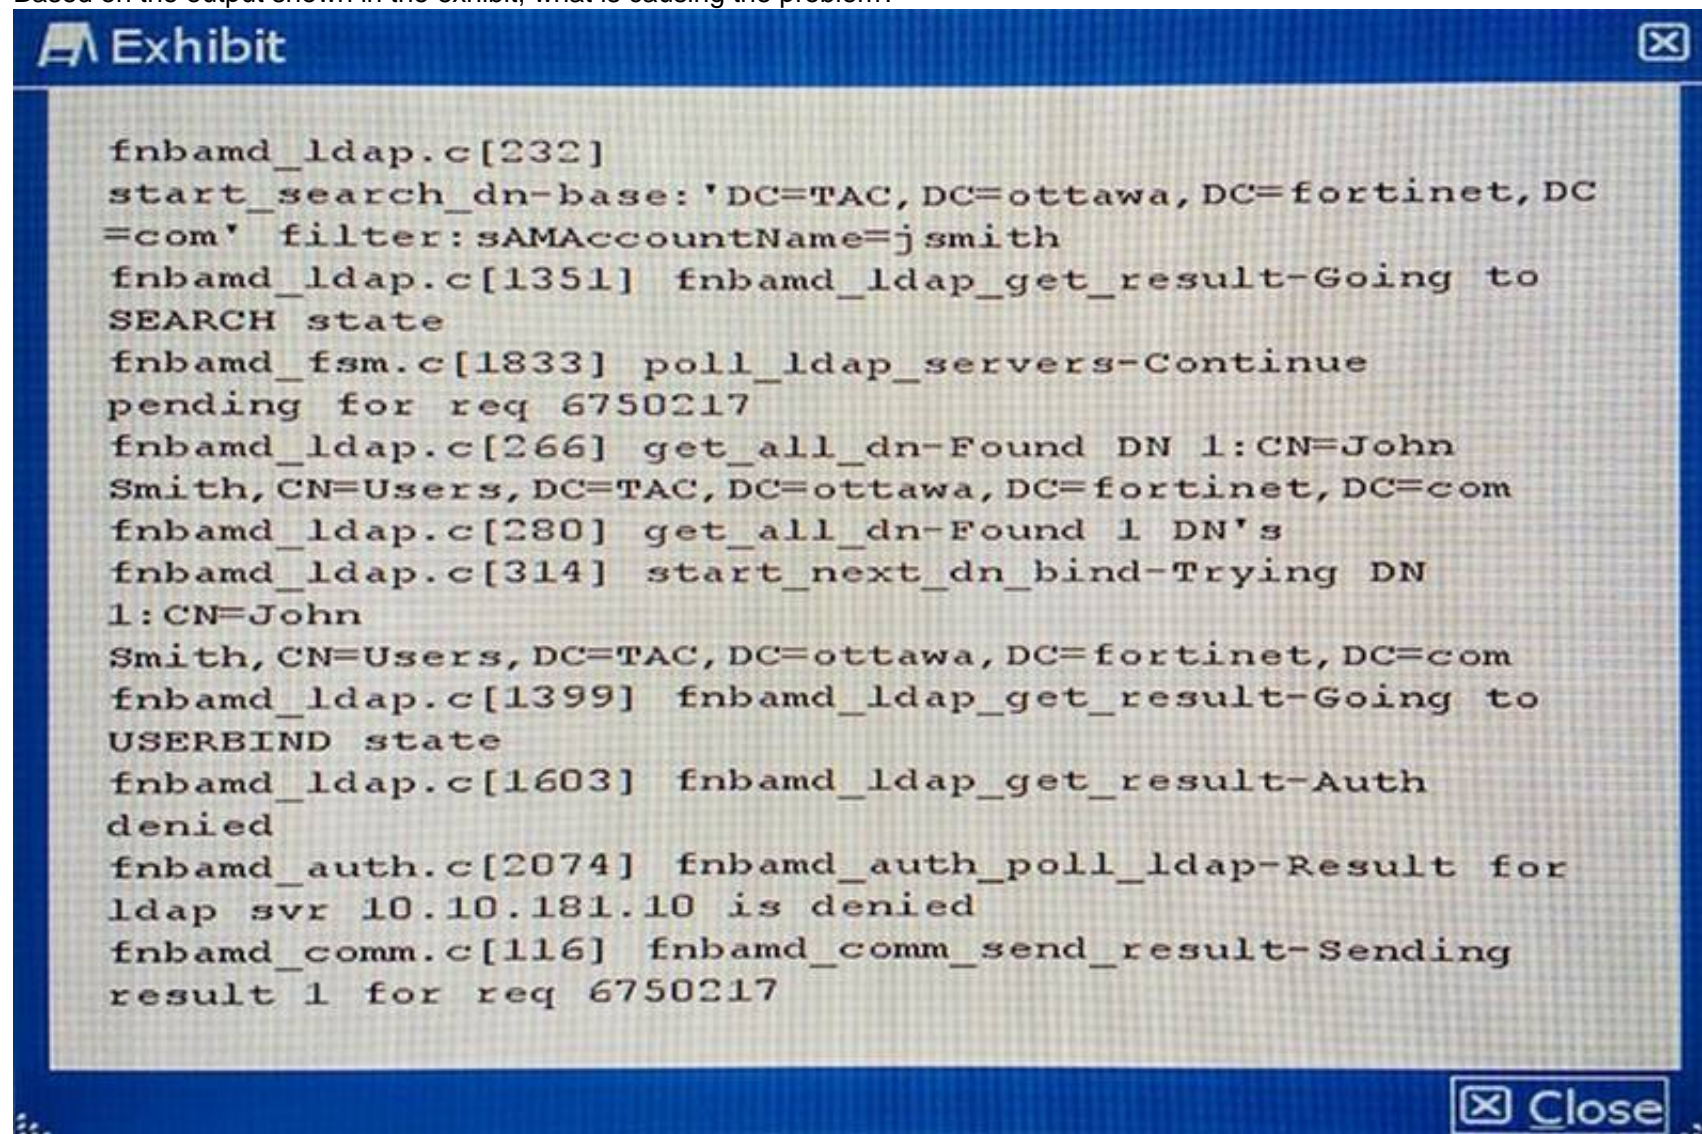 Based on the output shown in the exhibit, what is causing the problem?
Exhibit
fnbamd_ldap.c[232]
start_search_dn-base:'DC=TAC,DC=ottawa,DC=fortinet,DC
=com' filter:sAMAccountName=jsmith
fnbamd_ldap.c[1351] fnbamd_ldap_get_result-Going to
SEARCH state
fnbamd_fsm.c[1833] poll_ldap_servers-Continue
pending for req 6750217
fnbamd_ldap.c[266] get_all_dn-Found DN 1:CN=John
Smith,CN=Users,DC=TAC,DC=ottawa,DC=fortinet,DC=com
fnbamd_ldap.c[280] get_all_dn-Found 1 DN's
fnbamd_ldap.c[314] start_next_dn_bind-Trying DN
1:CN=John
Smith,CN=Users,DC=TAC,DC=ottawa,DC=fortinet,DC=com
fnbamd_ldap.c[1399] fnbamd_ldap_get_result-Going to
USERBIND state
fnbamd_ldap.c[1603] fnbamd_ldap_get_result-Auth
denied
fnbamd_auth.c[2074] fnbamd_auth_poll_ldap-Result for
ldap svr 10.10.181.10 is denied
fnbamd_comm.c[116] fnbamd_comm_send_result-Sending
result 1 for req 6750217
Close